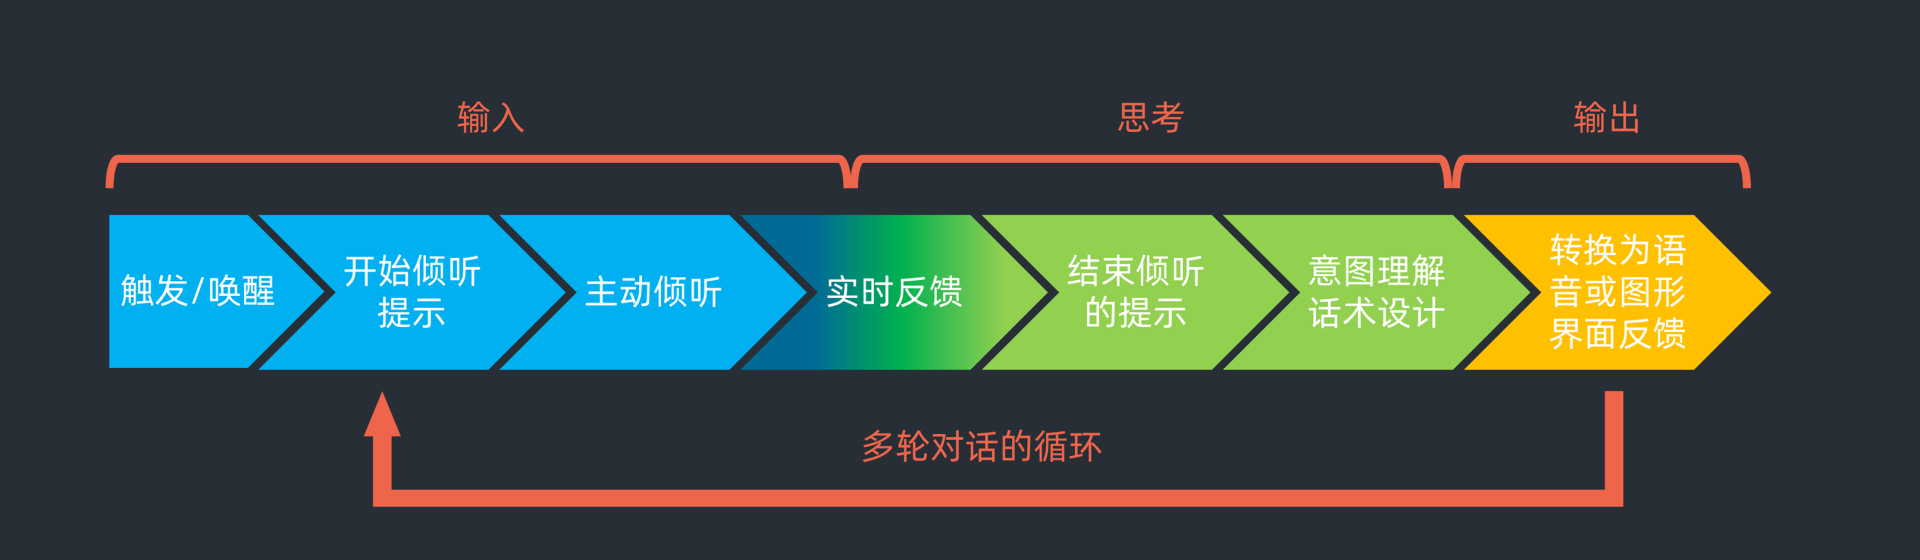 输入
思考
输出
触发/唤醒
开始倾听
提示
主动倾听
实时反馈
结束倾听
的提示
意图理解
话术设计
转换为语
音或图形
界面反馈
多轮对话的循环